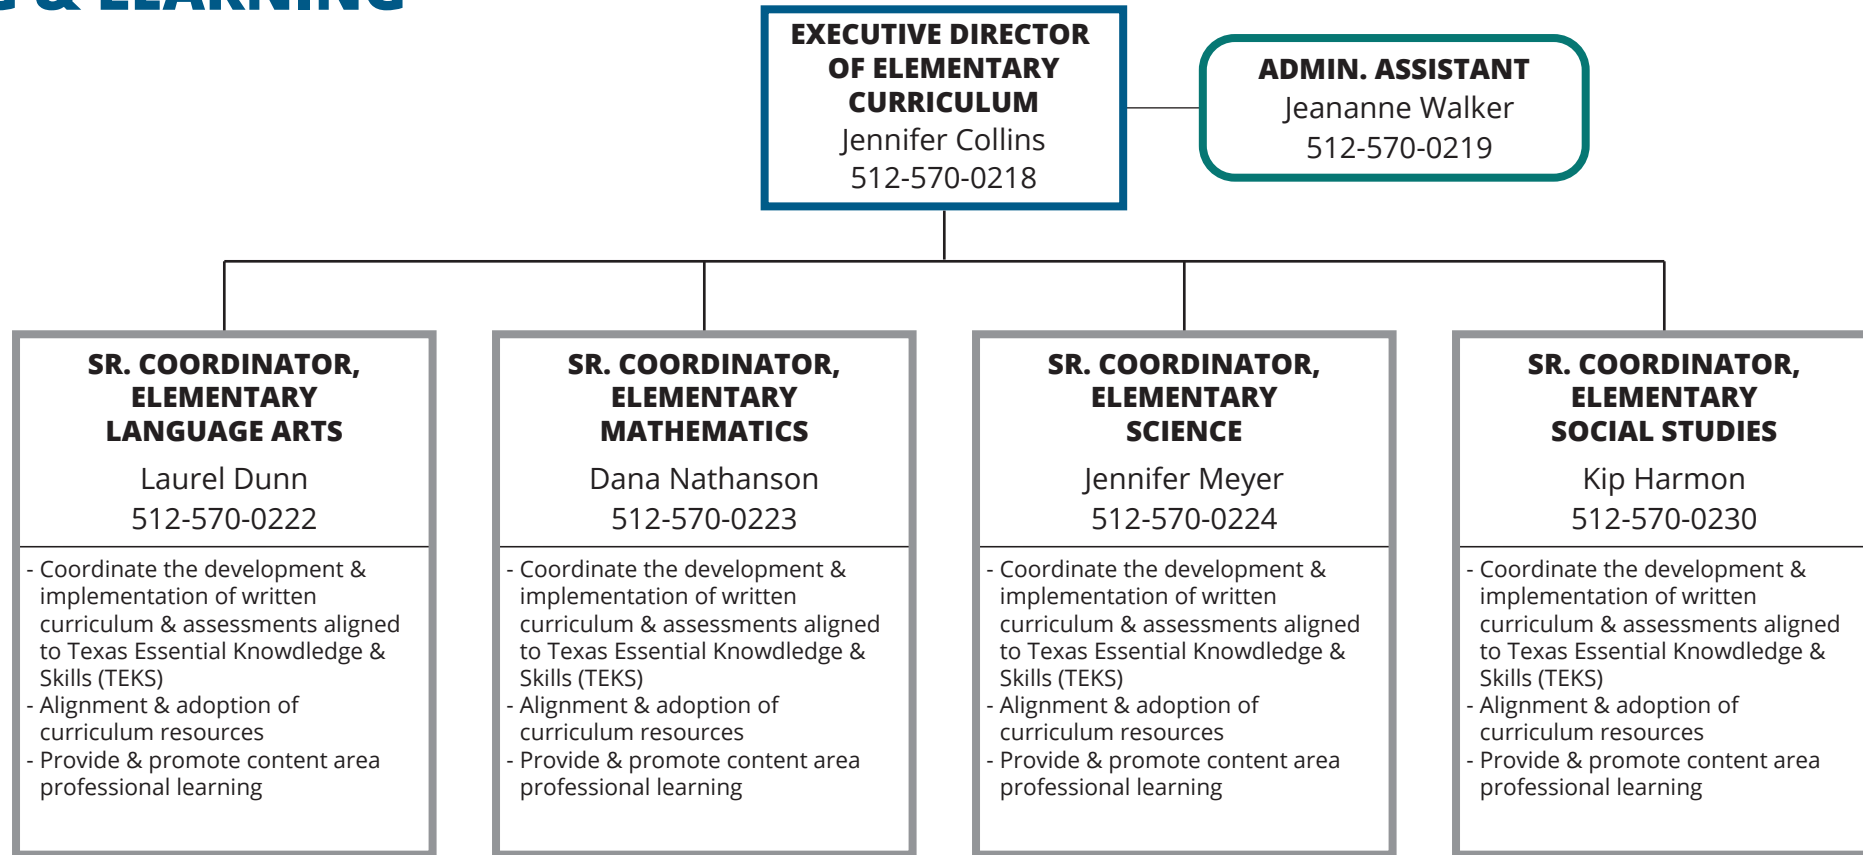 & LEARNING
EXECUTIVE DIRECTOR
OF ELEMENTARY
CURRICULUM
Jennifer Collins
512-570-0218
ADMIN. ASSISTANT
Jeananne Walker
512-570-0219
SR. COORDINATOR,
ELEMENTARY
LANGUAGE ARTS
Laurel Dunn
512-570-0222
- Coordinate the development &
implementation of written
curriculum & assessments aligned
to Texas Essential Knowdledge &
Skills (TEKS)
- Alignment & adoption of
curriculum resources
- Provide & promote content area
professional learning
SR. COORDINATOR,
ELEMENTARY
MATHEMATICS
Dana Nathanson
512-570-0223
- Coordinate the development &
implementation of written
curriculum & assessments aligned
to Texas Essential Knowdledge &
Skills (TEKS)
- Alignment & adoption of
curriculum resources
- Provide & promote content area
professional learning
SR. COORDINATOR,
ELEMENTARY
SCIENCE
Jennifer Meyer
512-570-0224
- Coordinate the development &
implementation of written
curriculum & assessments aligned
to Texas Essential Knowdledge &
Skills (TEKS)
- Alignment & adoption of
curriculum resources
- Provide & promote content area
professional learning
SR. COORDINATOR,
ELEMENTARY
SOCIAL STUDIES
Kip Harmon
512-570-0230
- Coordinate the development &
implementation of written
curriculum & assessments aligned
to Texas Essential Knowdledge &
Skills (TEKS)
- Alignment & adoption of
curriculum resources
- Provide & promote content area
professional learning